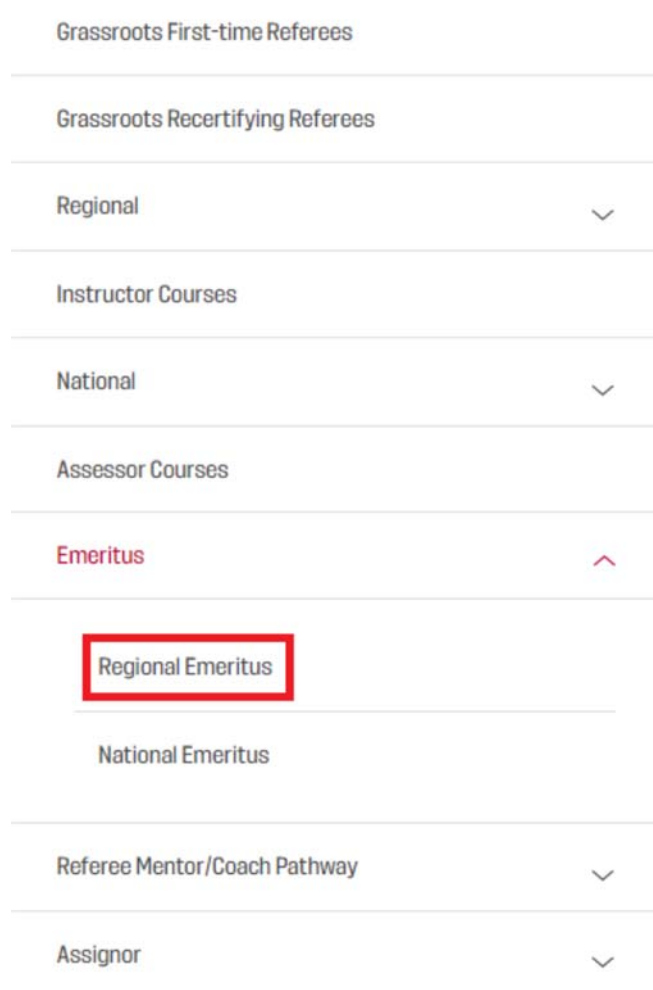 Grassroots First-time Referees
Grassroots Recertifying Referees
Regional
Instructor Courses
National
Assessor Courses
Emeritus
Regional Emeritus
National Emeritus
Referee Mentor/Coach Pathway
Assignor